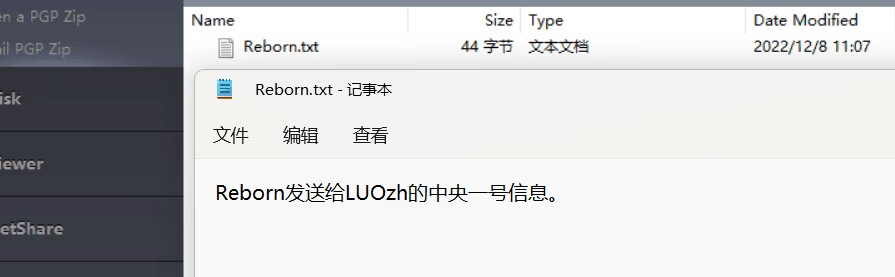 en a PGP Zip
ail PGP Zip
isk
iewer
etShare
Name Size Type Date Modified
Reborn.txt 44 字节 文本文档 2022/12/8 11:07
Reborn.txt - 记事本
文件 编辑 查看
Reborn发送给LUOzh的中央一号信息。